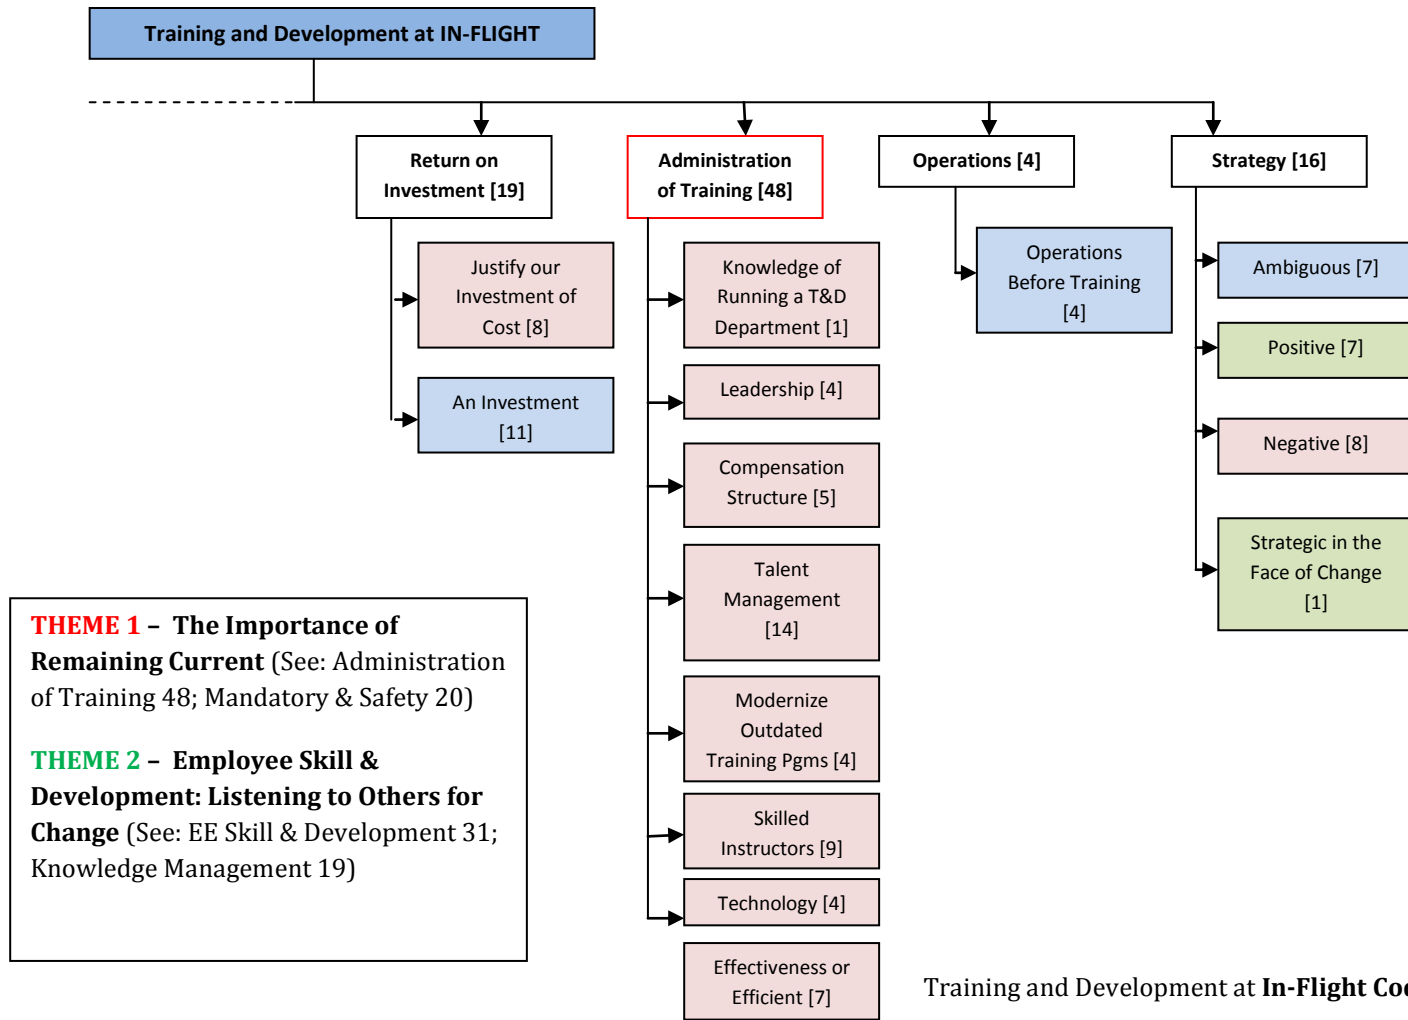 Training and Development at IN-FLIGHT
Return on
Investment [19]
Administration
of Training [48]
Operations [4]
Strategy [16]
Justify our
Investment of
Cost [8]
An Investment
[11]
Knowledge of
Running a T&D
Department [1]
Leadership [4]
Compensation
Structure [5]
Talent
Management
[14]
Modernize
Outdated
Training Pgms [4]
Skilled
Instructors [9]
Technology [4]
Effectiveness or
Efficient [7]
Operations
Before Training
[4]
Ambiguous [7]
Positive [7]
Negative [8]
Strategic in the
Face of Change
[1]
THEME 1 – The Importance of
Remaining Current (See: Administration
of Training 48; Mandatory & Safety 20)
THEME 2 – Employee Skill &
Development: Listening to Others for
Change (See: EE Skill & Development 31;
Knowledge Management 19)
Training and Development at In-Flight